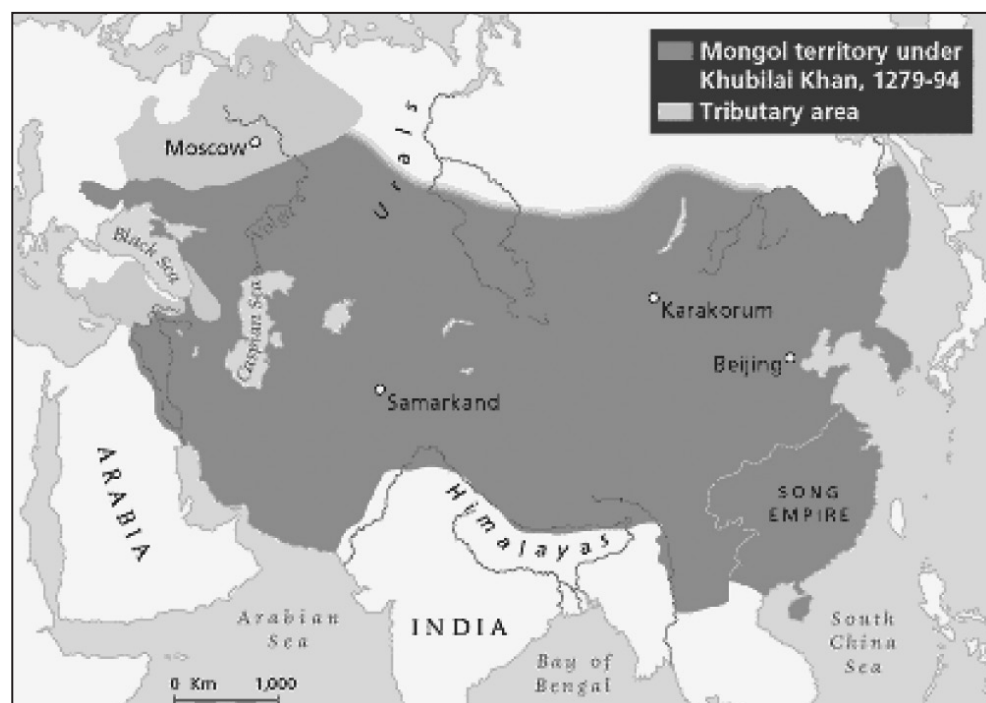 Mongol territory under
Khubilai Khan, 1279-94
Tributary area
Moscow
Urals
Volga
Black Sea
Caspian Sea
Karakorum
Beijing
Samarkand
ARABIA
Himalayas
SONG
EMPIRE
INDIA
Arabian
Sea
Bay of
Bengal
South
China
Sea
0 Km 1,000